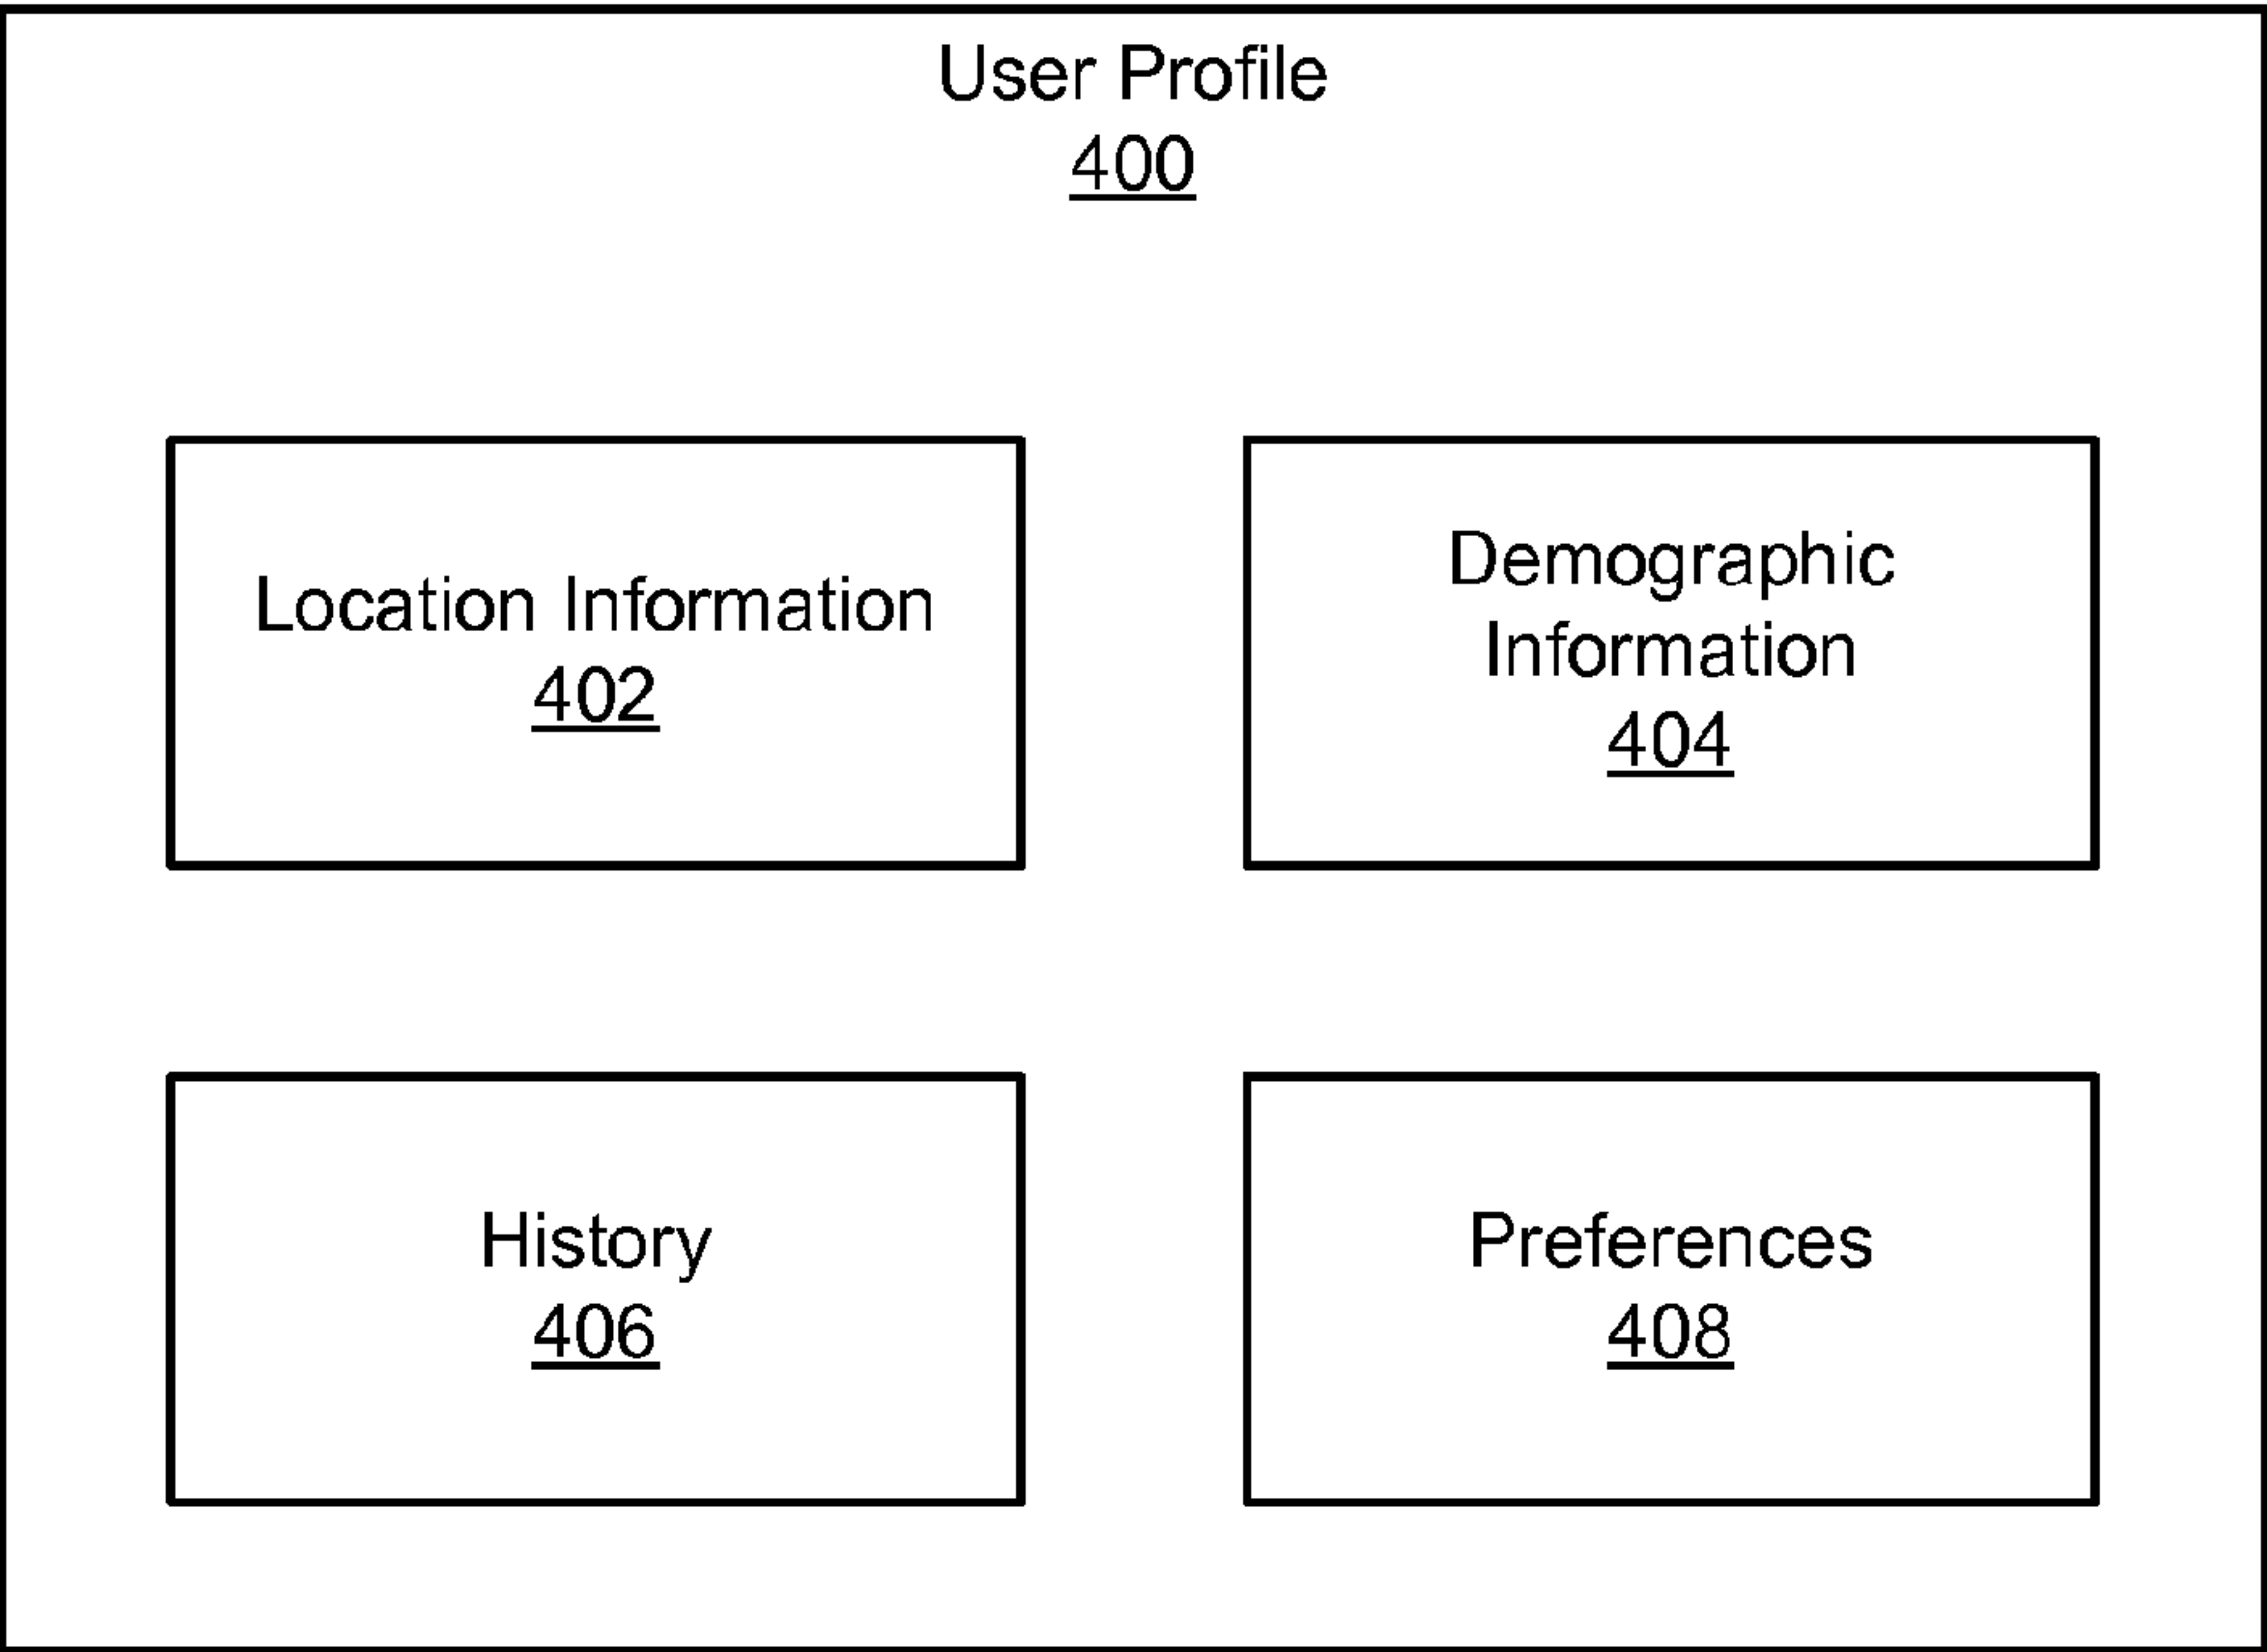 User Profile
400
Location Information
402
Demographic
Information
404
History
406
Preferences
408